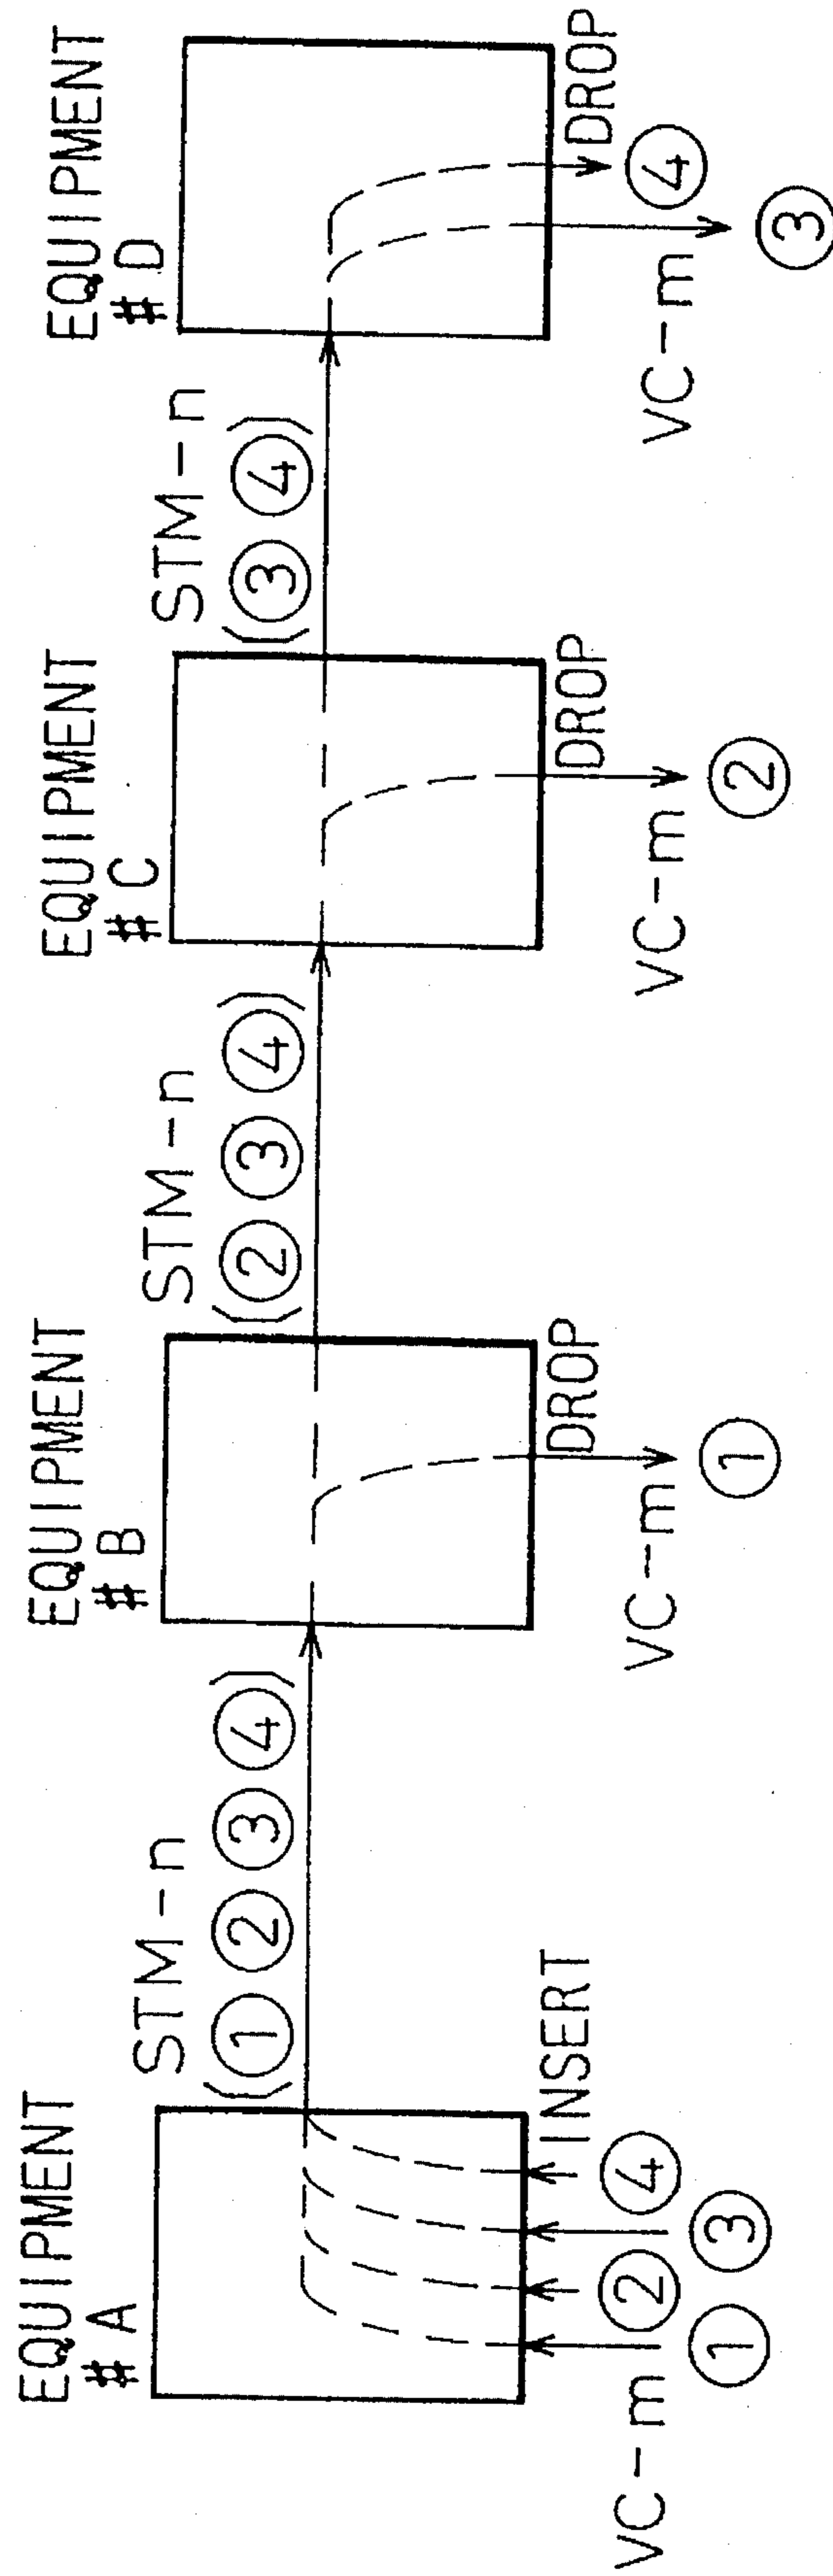 EQUIPMENT
# A
STM-n
(① ② ③ ④)
INSERT
VC-m
①
②
③
④
EQUIPMENT
# B
STM-n
(② ③ ④)
DROP
VC-m
①
EQUIPMENT
# C
STM-n
(③ ④)
DROP
VC-m
②
EQUIPMENT
# D
DROP
④
VC-m
③